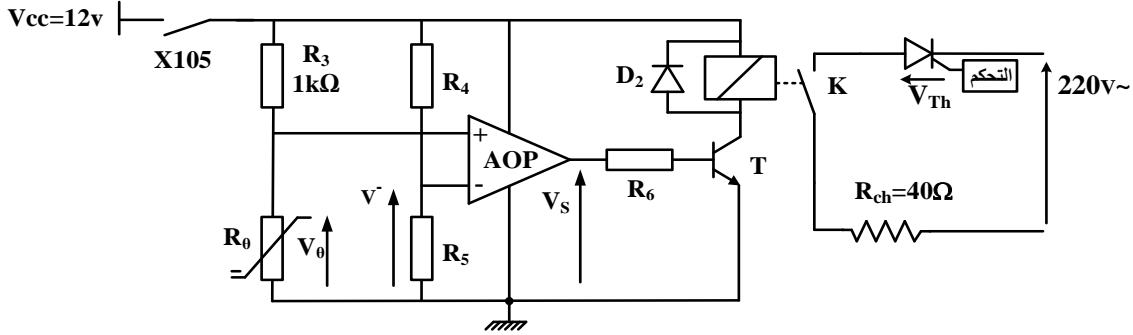 Vcc=12v
X105
R3
1kΩ
R4
D2
K
التحكم
VTh
220v~
+
AOP
-
T
Rch=40Ω
R6
VS
V-
Rθ
Vθ
R5